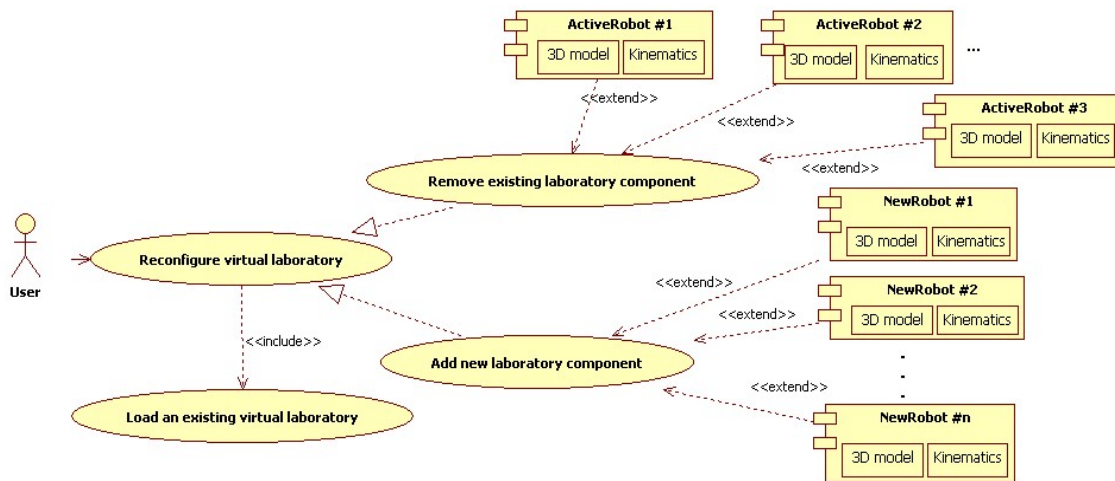 ActiveRobot #1
3D model
Kinematics
ActiveRobot #2
3D model
Kinematics
...
<<extend>>
<<extend>>
ActiveRobot #3
3D model
Kinematics
<<extend>>
Remove existing laboratory component
NewRobot #1
3D model
Kinematics
User
Reconfigure virtual laboratory
<<extend>>
NewRobot #2
3D model
Kinematics
<<extend>>
<<include>>
Add new laboratory component
<<extend>>
Load an existing virtual laboratory
NewRobot #n
3D model
Kinematics